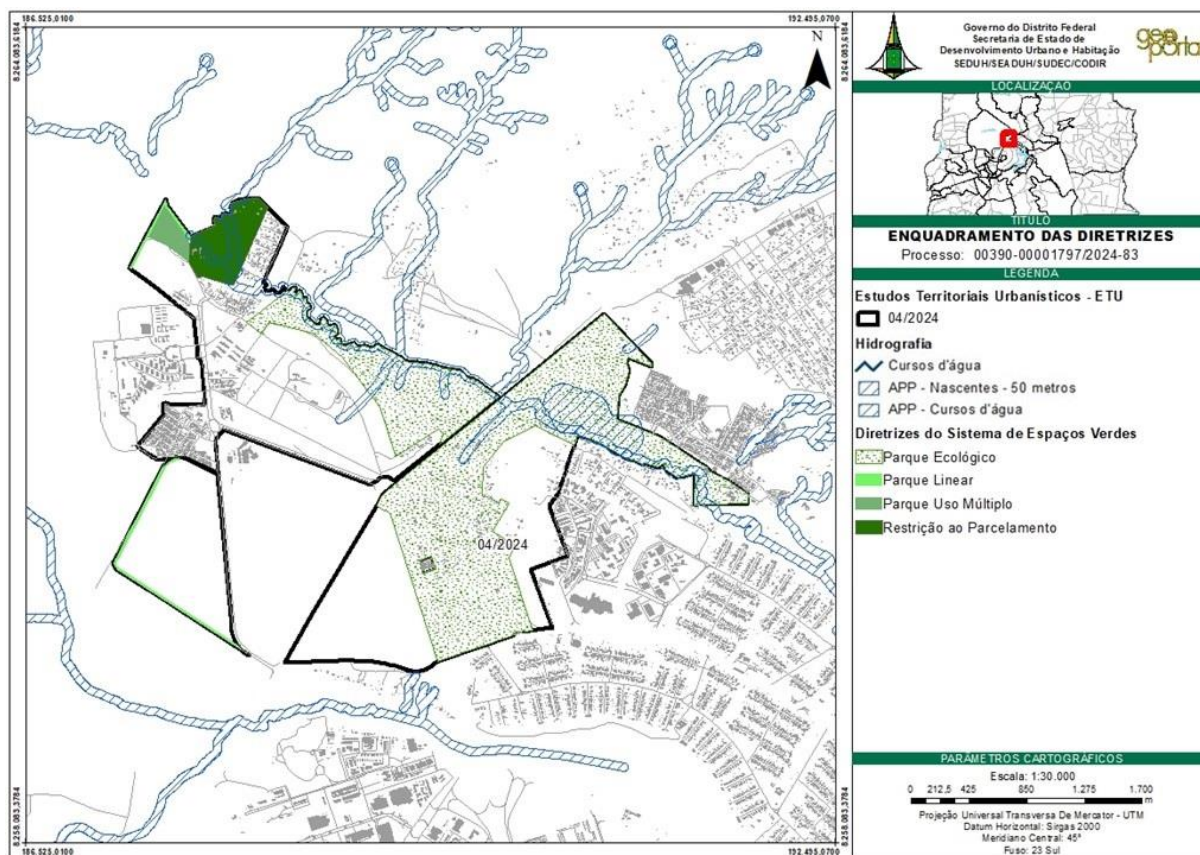 186.525,0100
192.495,0700
8.264.083,6184
8.264.083,6184
N
04/2024
8.258.083,3784
8.258.083,3784
186.525,0100
192.495,0700
Governo do Distrito Federal
Secretaria de Estado de
Desenvolvimento Urbano e Habitação
SEDUH/SEADUH/SUDEC/CODIR
geo
portal
LOCALIZAÇÃO
TÍTULO
ENQUADRAMENTO DAS DIRETRIZES
Processo: 00390-00001797/2024-83
LEGENDA
Estudos Territoriais Urbanísticos - ETU
04/2024
Hidrografia
Cursos d'água
APP - Nascentes - 50 metros
APP - Cursos d'água
Diretrizes do Sistema de Espaços Verdes
Parque Ecológico
Parque Linear
Parque Uso Múltiplo
Restrição ao Parcelamento
PARÂMETROS CARTOGRÁFICOS
Escala: 1:30.000
0 212,5 425 850 1.275 1.700
m
Projeção Universal Transversa De Mercator - UTM
Datum Horizontal: Sirgas 2000
Meridiano Central: 45º
Fuso: 23 Sul